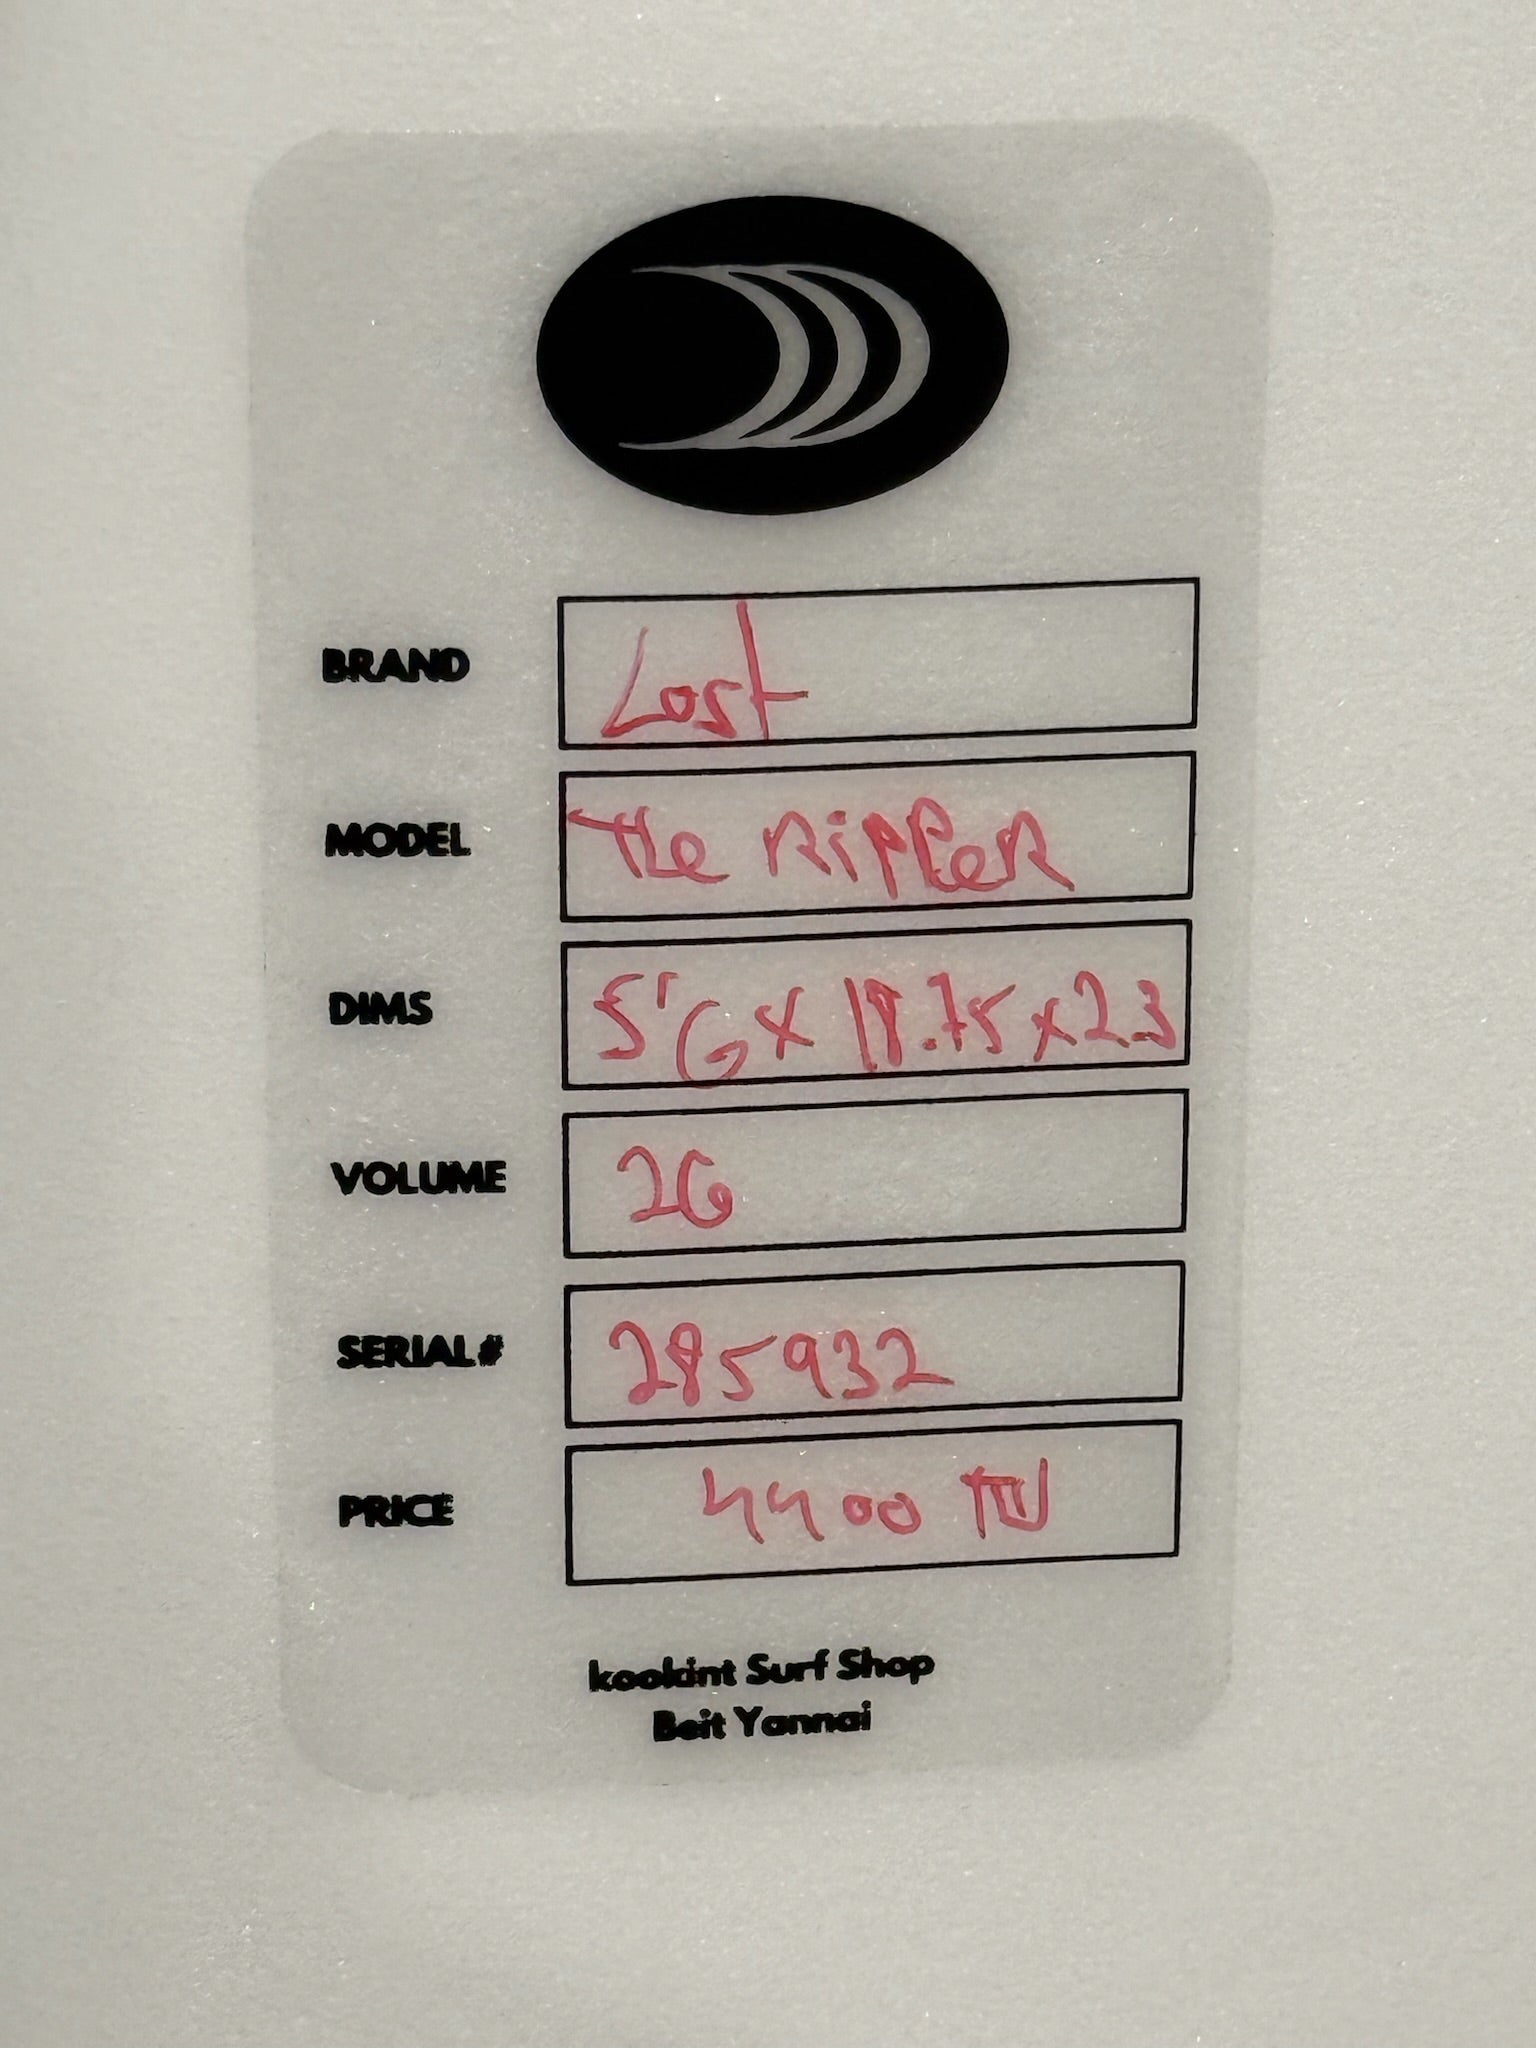 BRAND Lost
MODEL The RippeR
DIMS 5'6 x 18.75 x 2.3
VOLUME 26
SERIAL# 285932
PRICE 4400 ₪
kookint Surf Shop
Beit Yannai